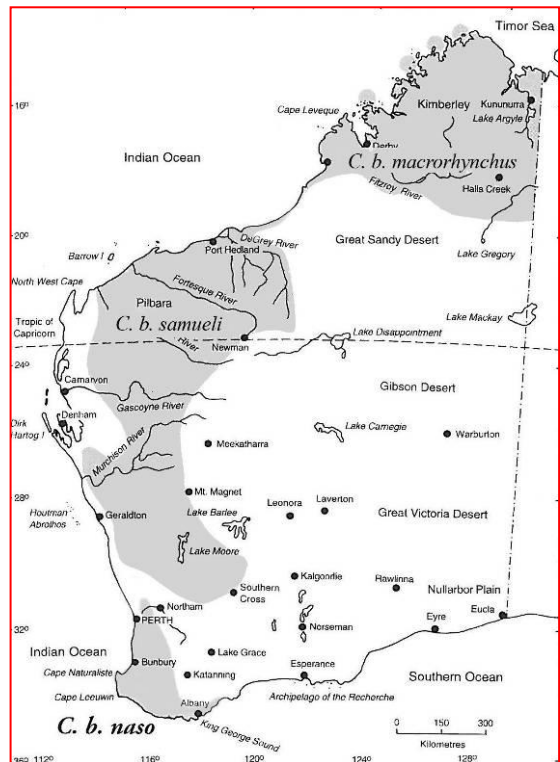 Timor Sea
16°
Cape Leveque
Kimberley
Kununurra
Lake Argyle
Indian Ocean
Derby
C. b. macrorhynchus
Fitzroy River
Halls Creek
20°
DeGrey River
Port Hedland
Great Sandy Desert
Barrow I
Lake Gregory
North West Cape
Fortesque River
Pilbara
Lake Mackay
Tropic of
Capricorn
C. b. samueli
Lake Disappointment
River
Newman
24°
Carnarvon
Gibson Desert
Gascoyne River
Dirk
Hartog I
Denham
Lake Carnegie
Warburton
Murchison River
Meekatharra
28°
Mt. Magnet
Leonora
Laverton
Houtman
Abrolhos
Geraldton
Lake Barlee
Great Victoria Desert
Lake Moore
Kalgoorlie
Rawlinna
Southern
Cross
Nullarbor Plain
Northam
Eucla
32°
PERTH
Norseman
Eyre
Indian Ocean
Lake Grace
Bunbury
Cape Naturaliste
Katanning
Esperance
Southern Ocean
Cape Leeuwin
Albany
Archipelago of the Recherche
C. b. naso
King George Sound
0 150 300
Kilometres
36° 112° 116° 120° 124° 128°